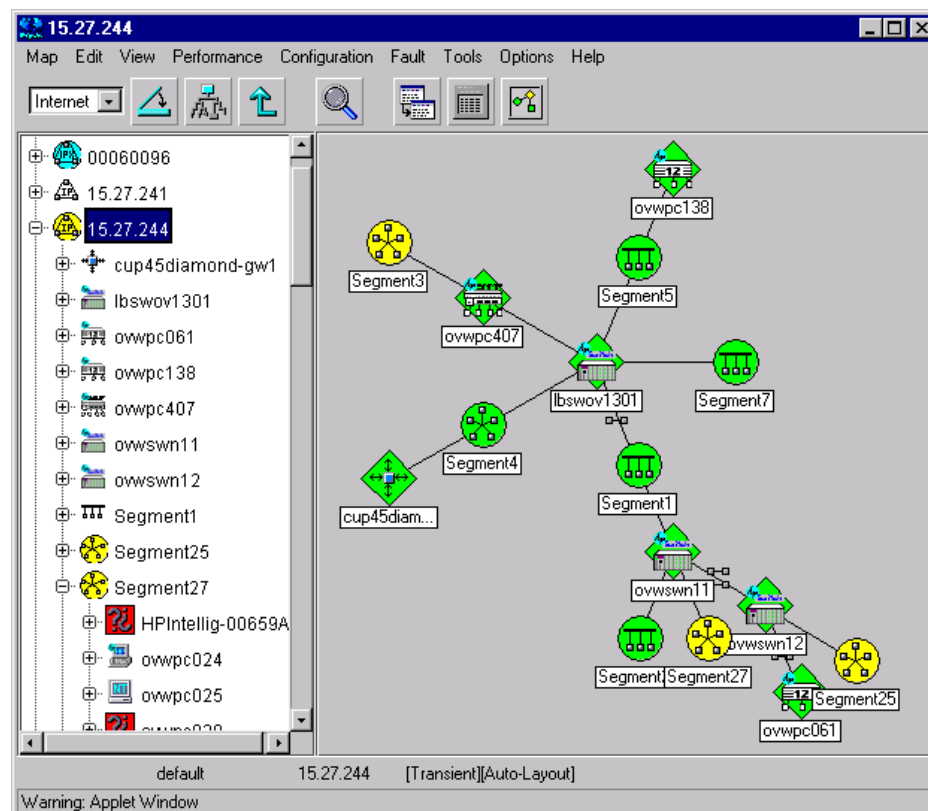 15.27.244
Map Edit View Performance Configuration Fault Tools Options Help
Internet
00060096
15.27.241
15.27.244
cup45diamond-gw1
lbswov1301
ovwpc061
ovwpc138
ovwpc407
ovwswn11
ovwswn12
Segment1
Segment25
Segment27
HPIntellig-00659A
ovwpc024
ovwpc025
12
ovwpc138
Segment3
Segment5
ovwpc407
lbswov1301
Segment7
Segment4
cup45diam...
Segment1
ovwswn11
ovwswn12
Segment27
Segment25
12
ovwpc061
default 15.27.244 [Transient][Auto-Layout]
Warning: Applet Window